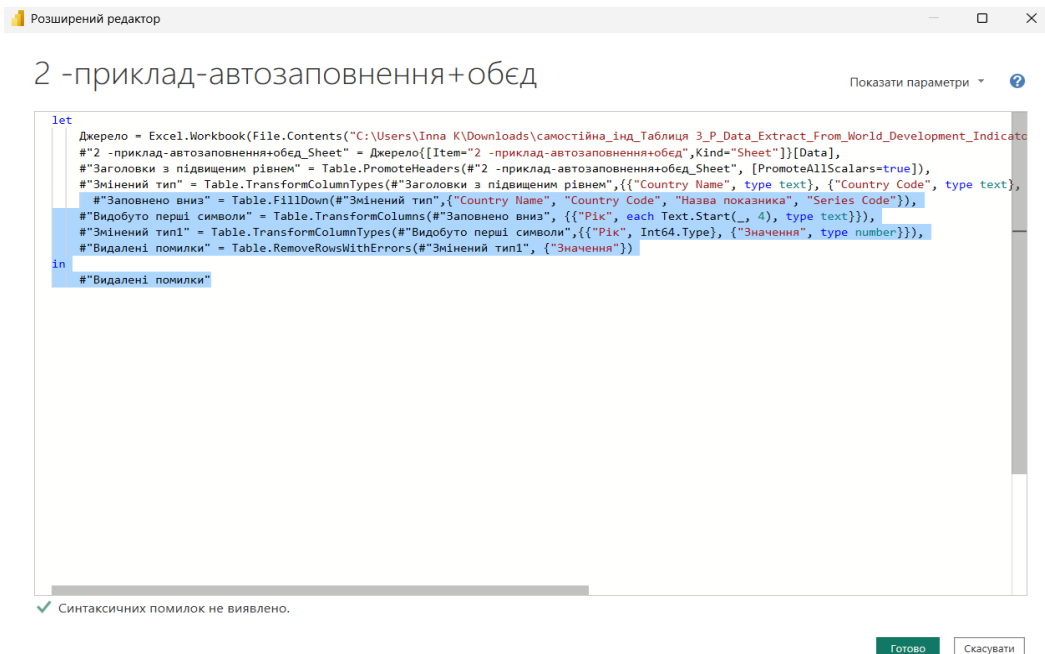 Розширений редактор
2 -приклад-автозаповнення+обєд
Показати параметри
?
let
Джерело = Excel.Workbook(File.Contents("C:\Users\Inna K\Downloads\самостійна_інд_Таблиця 3_P_Data_Extract_From_World_Development_Indicato
#"2 -приклад-автозаповнення+обєд_Sheet" = Джерело{[Item="2 -приклад-автозаповнення+обєд",Kind="Sheet"]}[Data],
#"Заголовки з підвищеним рівнем" = Table.PromoteHeaders(#"2 -приклад-автозаповнення+обєд_Sheet", [PromoteAllScalars=true]),
#"Змінений тип" = Table.TransformColumnTypes(#"Заголовки з підвищеним рівнем",{{"Country Name", type text}, {"Country Code", type text},
#"Заповнено вниз" = Table.FillDown(#"Змінений тип",{"Country Name", "Country Code", "Назва показника", "Series Code"}),
#"Видобуто перші символи" = Table.TransformColumns(#"Заповнено вниз", {{"Рік", each Text.Start(_, 4), type text}}),
#"Змінений тип1" = Table.TransformColumnTypes(#"Видобуто перші символи",{{"Рік", Int64.Type}, {"Значення", type number}}),
#"Видалені помилки" = Table.RemoveRowsWithErrors(#"Змінений тип1", {"Значення"})
in
#"Видалені помилки"
Синтаксичних помилок не виявлено.
Готово
Скасувати